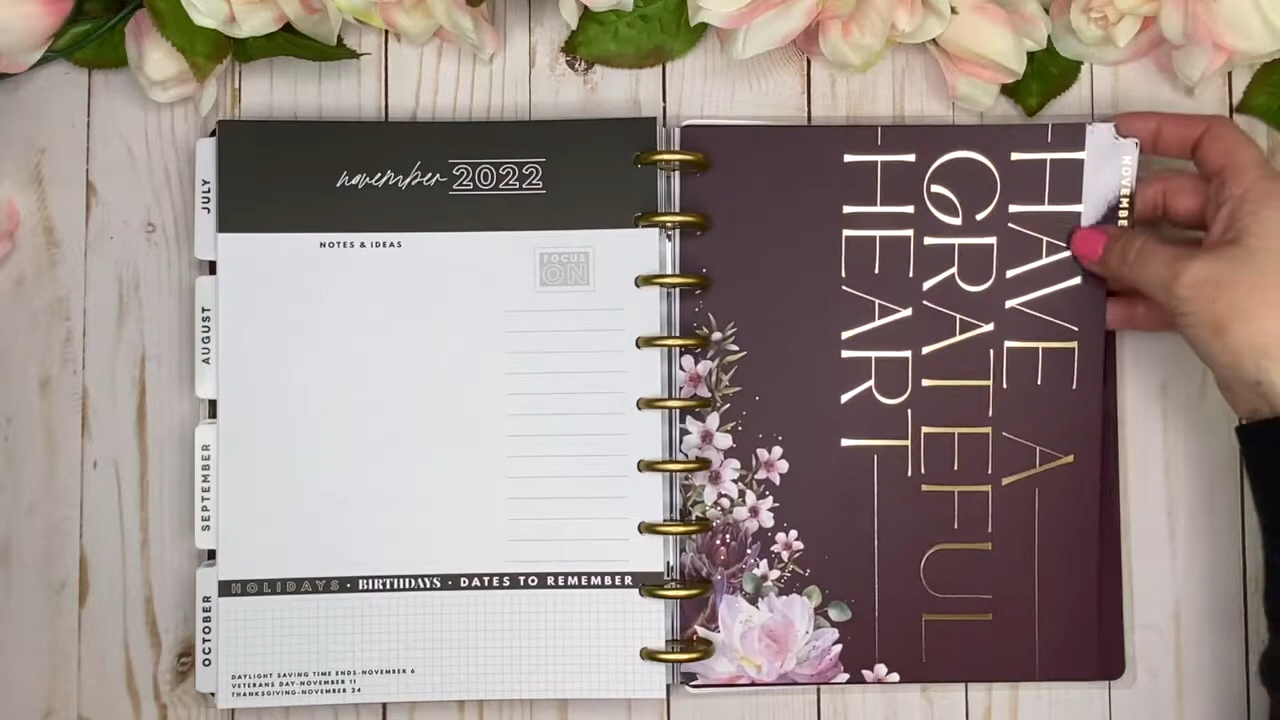 JULY
AUGUST
SEPTEMBER
OCTOBER
november 2022
NOTES & IDEAS
FOCUS
ON
HOLIDAYS • BIRTHDAYS • DATES TO REMEMBER
DAYLIGHT SAVING TIME ENDS-NOVEMBER 6
VETERANS DAY-NOVEMBER 11
THANKSGIVING-NOVEMBER 24
HAVE A
GRATEFUL
HEART
NOVEMBE